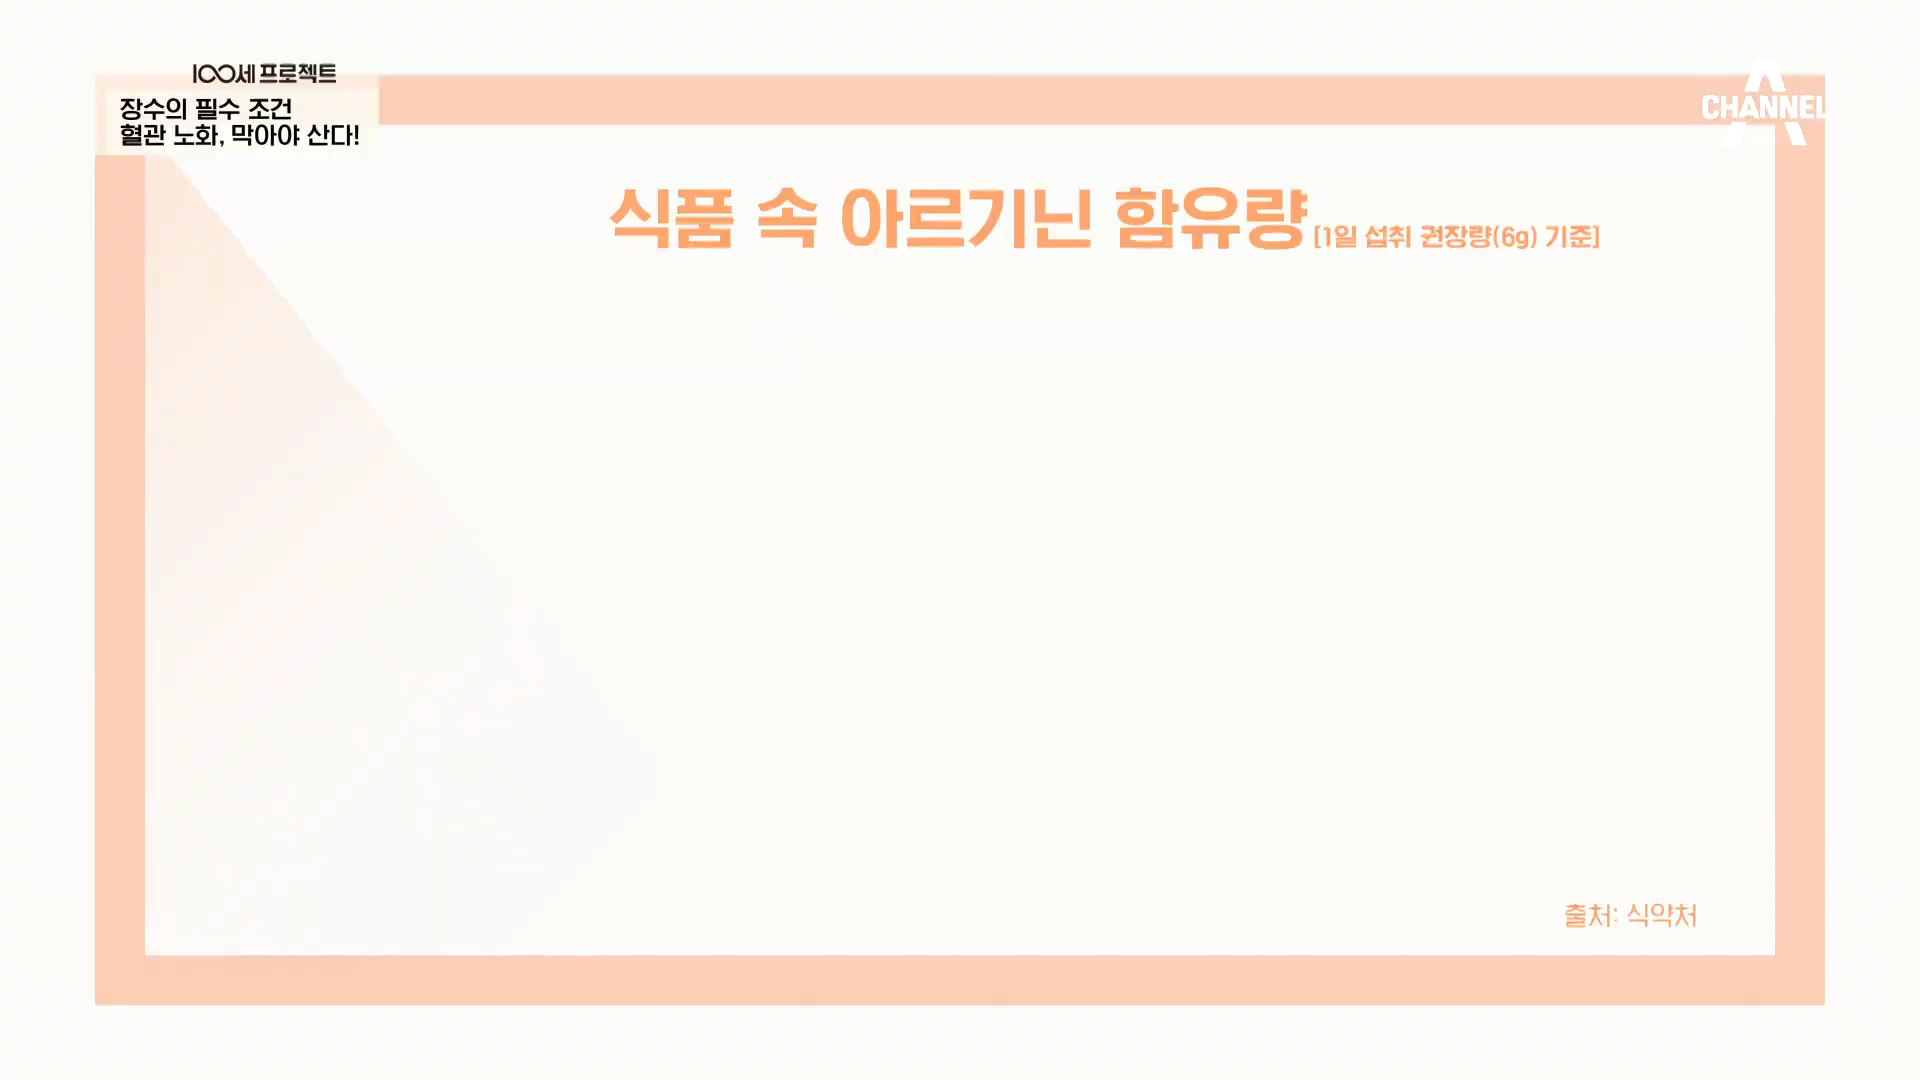 100세 프로젝트
장수의 필수 조건
혈관 노화, 막아야 산다!
CHANNEL A
식품 속 아르기닌 함유량 [1일 섭취 권장량(6g) 기준]
출처: 식약처